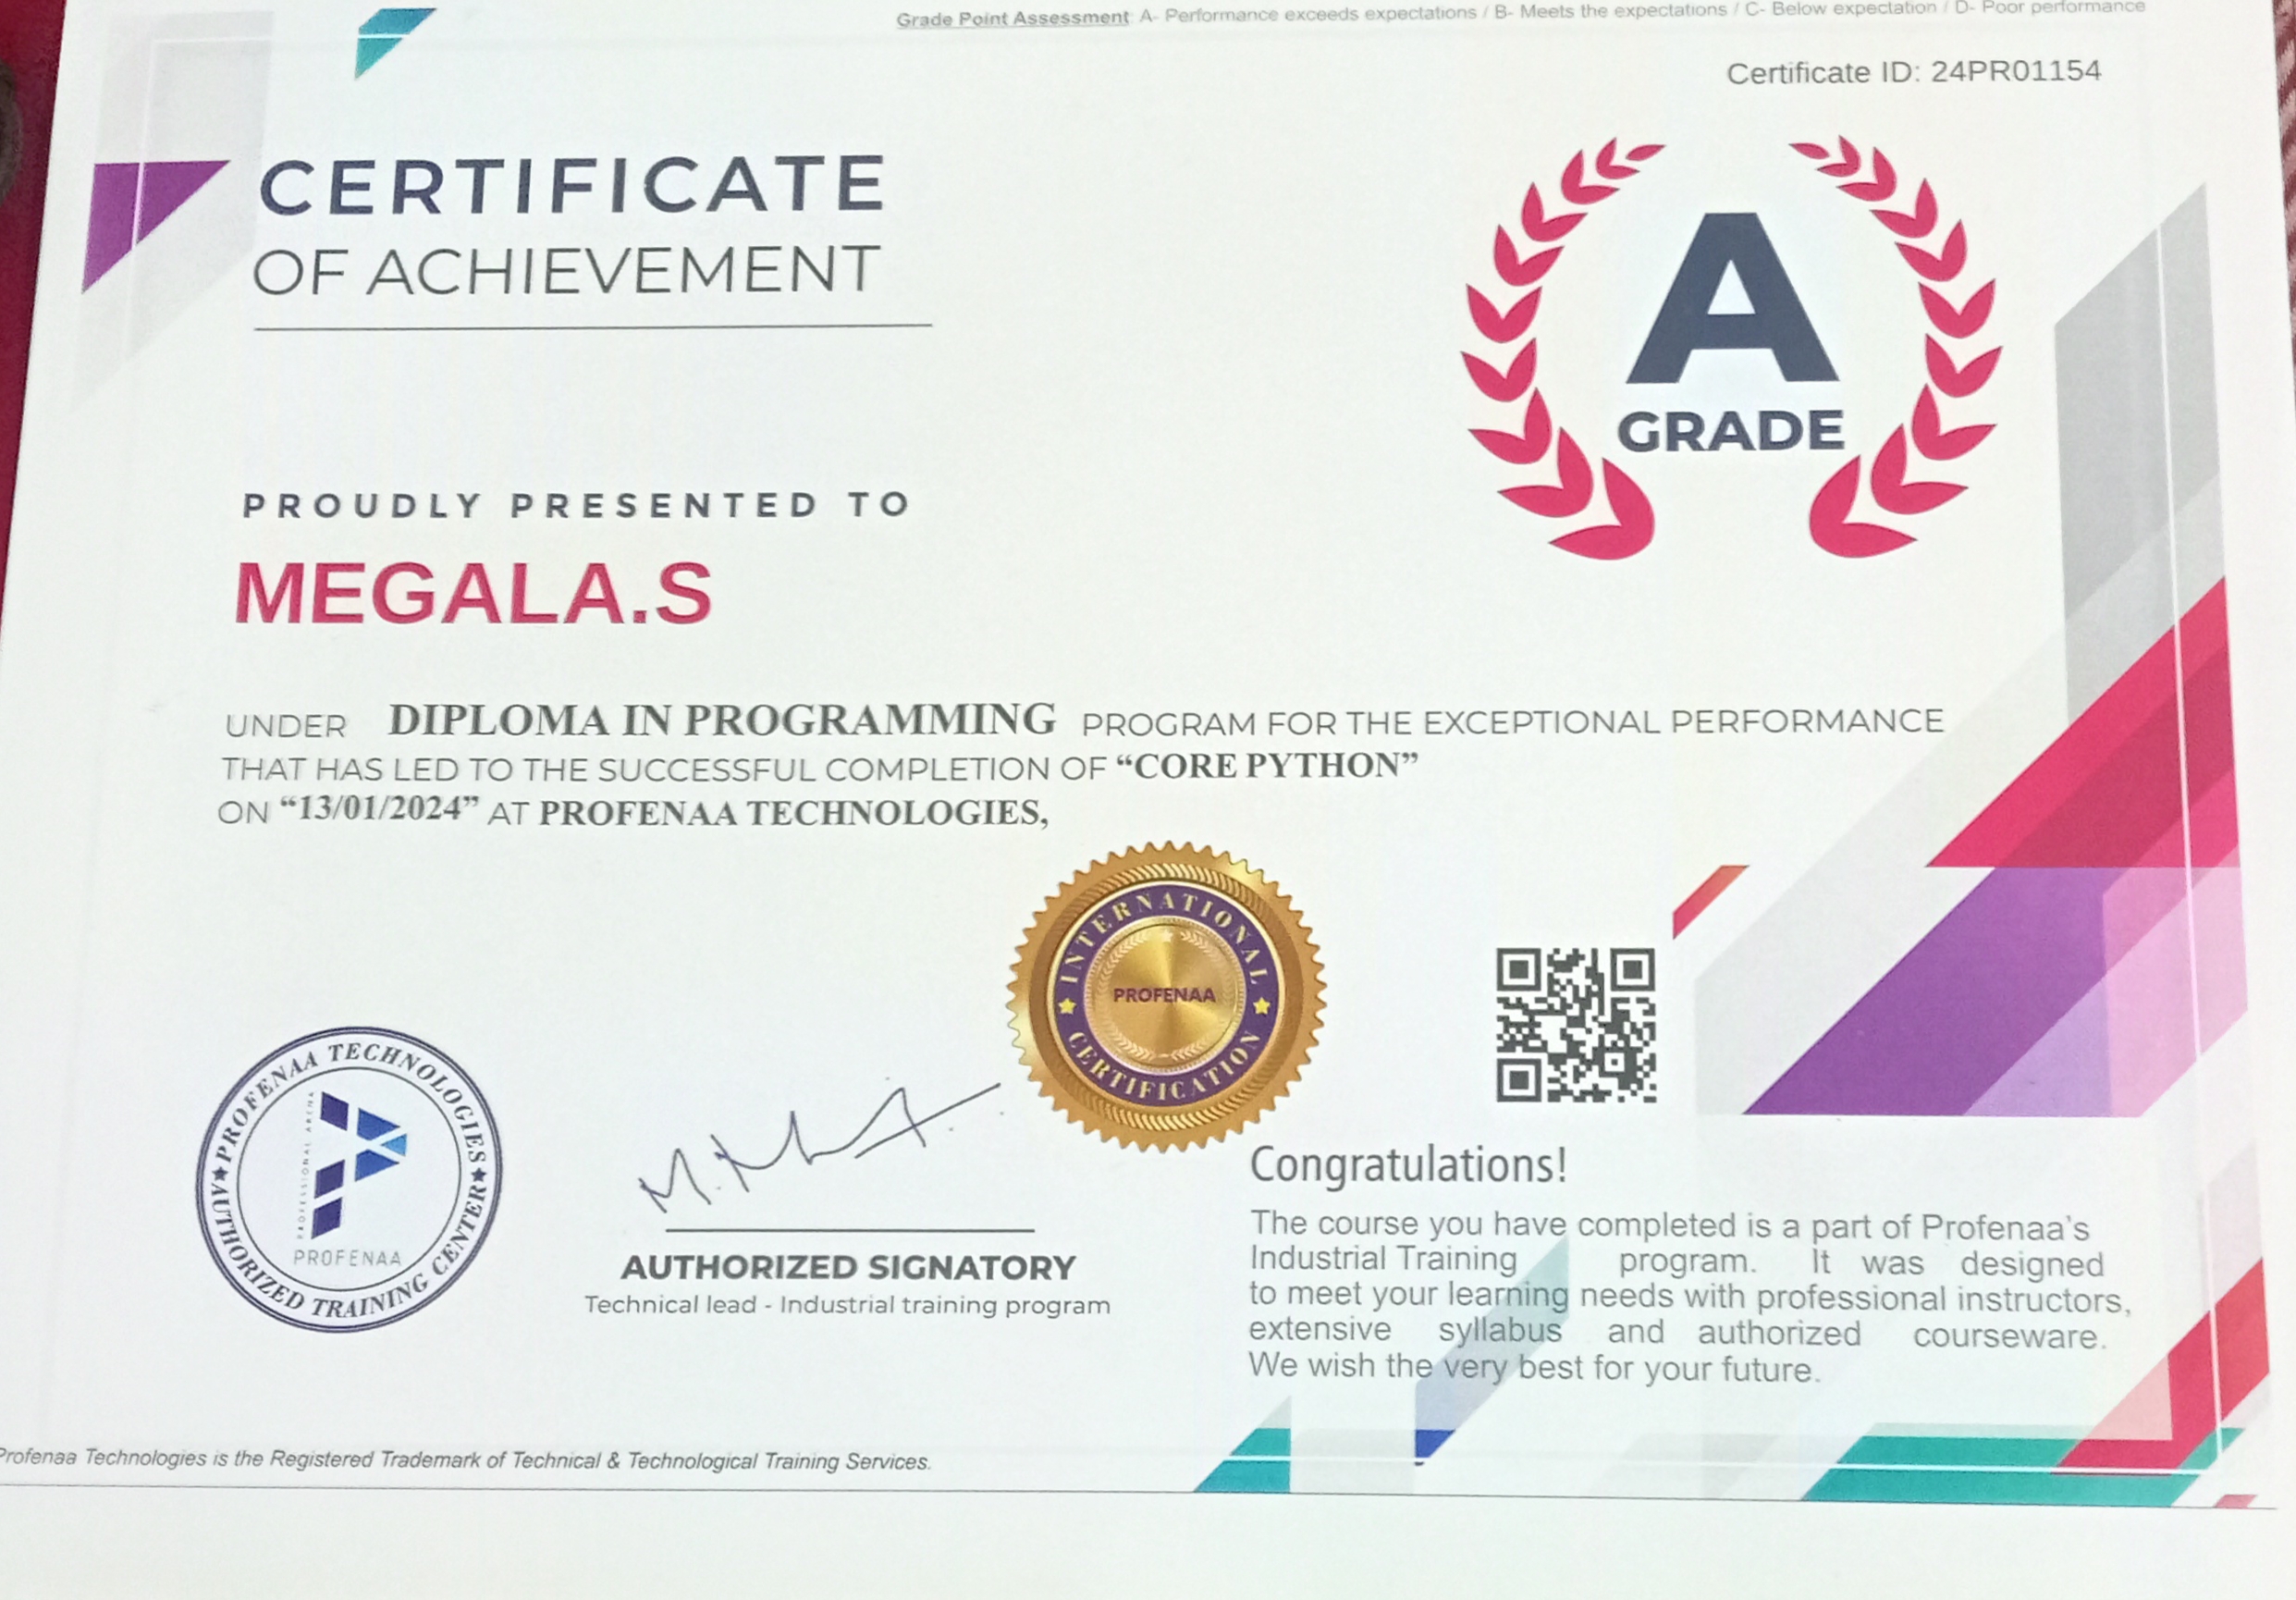 Grade Point Assessment A- Performance exceeds expectations / B- Meets the expectations / C- Below expectation / D- Poor performance
Certificate ID: 24PR01154
CERTIFICATE
OF ACHIEVEMENT
A
GRADE
PROUDLY PRESENTED TO
MEGALA.S
UNDER DIPLOMA IN PROGRAMMING PROGRAM FOR THE EXCEPTIONAL PERFORMANCE
THAT HAS LED TO THE SUCCESSFUL COMPLETION OF “CORE PYTHON”
ON “13/01/2024” AT PROFENAA TECHNOLOGIES,
INTERNATIONAL
PROFENAA
CERTIFICATION
PROFENAA TECHNOLOGIES
PROFESSIONAL ARENA
PROFENAA
AUTHORIZED TRAINING CENTER
AUTHORIZED SIGNATORY
Technical lead - Industrial training program
Congratulations!
The course you have completed is a part of Profenaa's
Industrial Training program. It was designed
to meet your learning needs with professional instructors,
extensive syllabus and authorized courseware.
We wish the very best for your future.
Profenaa Technologies is the Registered Trademark of Technical & Technological Training Services.